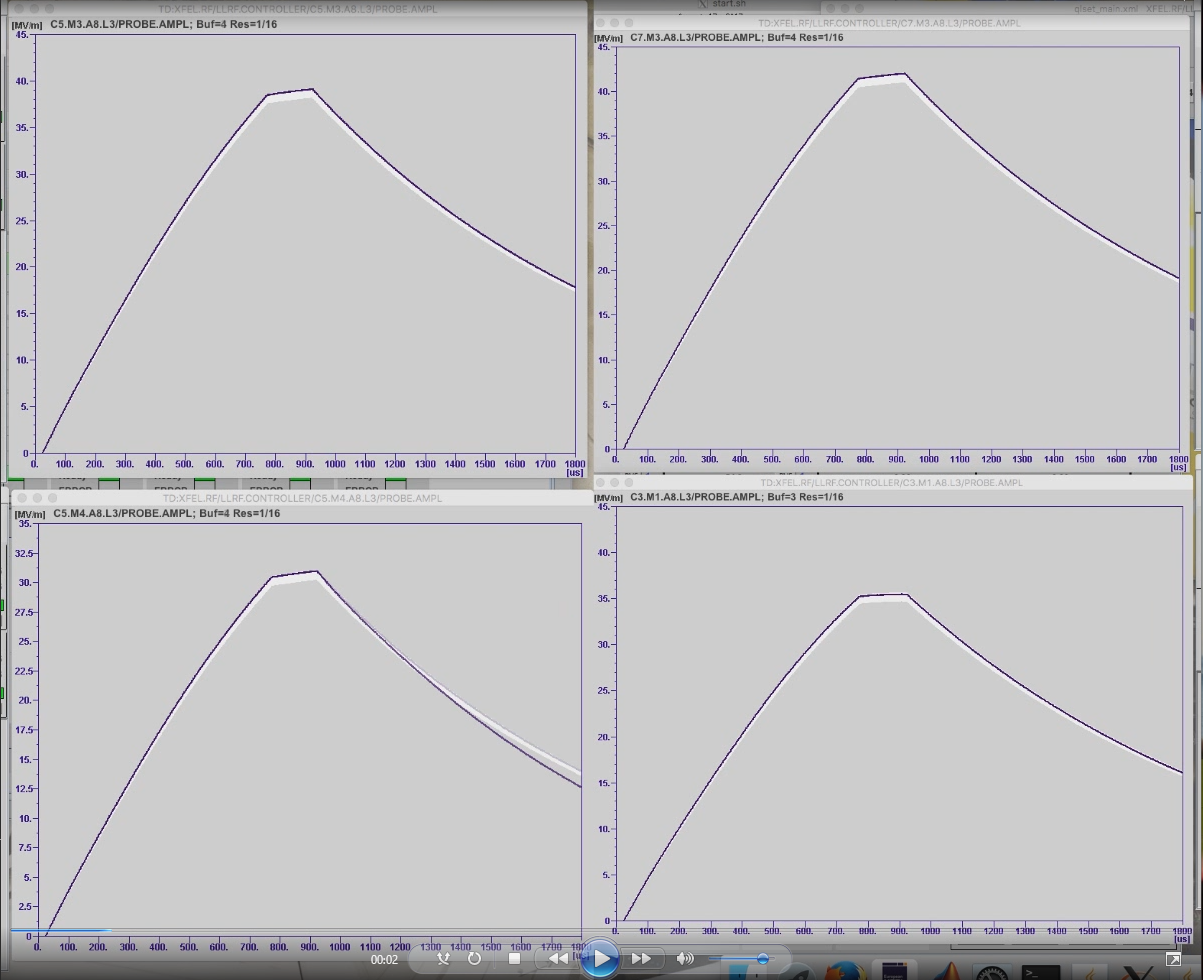 TD:XFEL.RF/LLRF.CONTROLLER/C5.M3.A8.L3/PROBE.AMPL
[MV/m] C5.M3.A8.L3/PROBE.AMPL; Buf=4 Res=1/16
45.
40.
35.
30.
25.
20.
15.
10.
5.
0
0. 100. 200. 300. 400. 500. 600. 700. 800. 900. 1000 1100 1200 1300 1400 1500 1600 1700 1800
[us]
start.sh
qlset_main.xml XFEL.RF/LI
TD:XFEL.RF/LLRF.CONTROLLER/C7.M3.A8.L3/PROBE.AMPL
[MV/m] C7.M3.A8.L3/PROBE.AMPL; Buf=4 Res=1/16
45.
40.
35.
30.
25.
20.
15.
10.
5.
0
0. 100. 200. 300. 400. 500. 600. 700. 800. 900. 1000 1100 1200 1300 1400 1500 1600 1700 1800
[us]
TD:XFEL.RF/LLRF.CONTROLLER/C5.M4.A8.L3/PROBE.AMPL
[MV/m] C5.M4.A8.L3/PROBE.AMPL; Buf=4 Res=1/16
35.
32.5
30.
27.5
25.
22.5
20.
17.5
15.
12.5
10.
7.5
5.
2.5
0
0. 100. 200. 300. 400. 500. 600. 700. 800. 900. 1000 1100 1200 1300 1400 1500 1600 1700 1800
TD:XFEL.RF/LLRF.CONTROLLER/C3.M1.A8.L3/PROBE.AMPL
[MV/m] C3.M1.A8.L3/PROBE.AMPL; Buf=3 Res=1/16
45.
40.
35.
30.
25.
20.
15.
10.
5.
0
0. 100. 200. 300. 400. 500. 600. 700. 800. 900. 1000 1100 1200 1300 1400 1500 1600 1700 1800
[us]
00:02